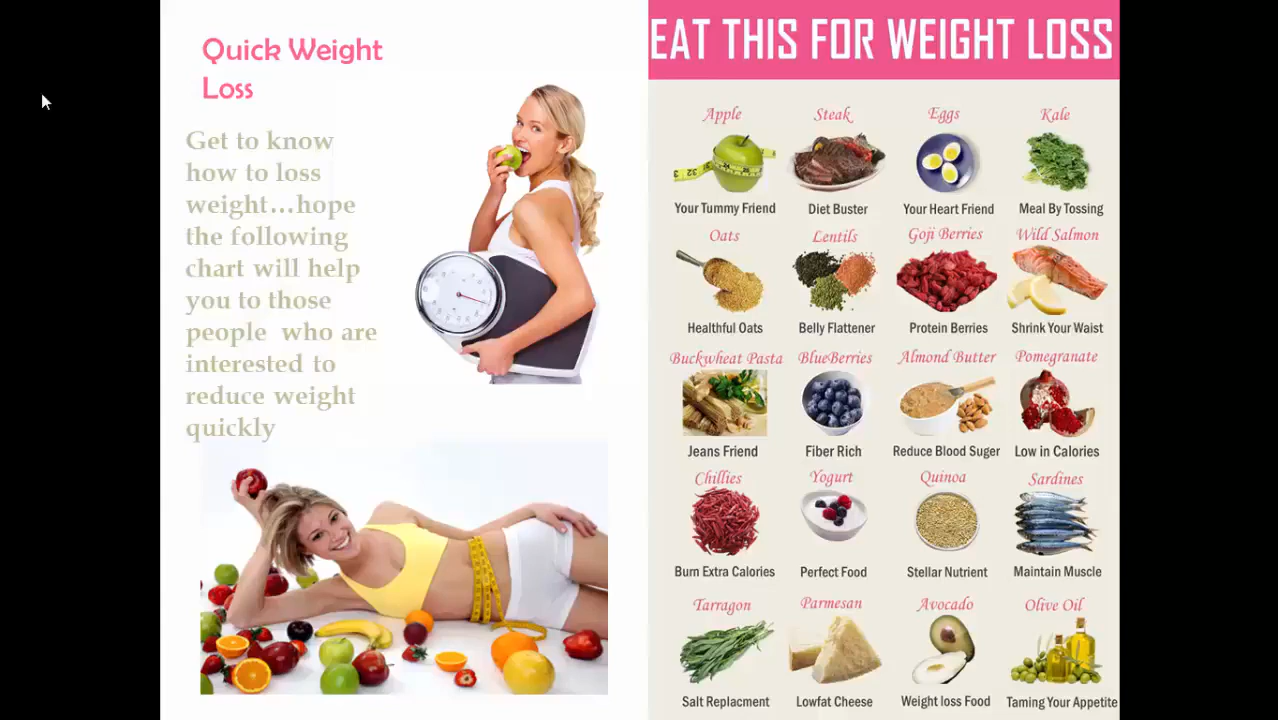 Quick Weight
Loss
Get to know
how to loss
weight...hope
the following
chart will help
you to those
people who are
interested to
reduce weight
quickly
EAT THIS FOR WEIGHT LOSS
Apple Steak Eggs Kale
Your Tummy Friend Diet Buster Your Heart Friend Meal By Tossing
Oats Lentils Goji Berries Wild Salmon
Healthful Oats Belly Flattener Protein Berries Shrink Your Waist
Buckwheat Pasta BlueBerries Almond Butter Pomegranate
Jeans Friend Fiber Rich Reduce Blood Suger Low in Calories
Chillies Yogurt Quinoa Sardines
Burn Extra Calories Perfect Food Stellar Nutrient Maintain Muscle
Tarragon Parmesan Avocado Olive Oil
Salt Replacment Lowfat Cheese Weight loss Food Taming Your Appetite